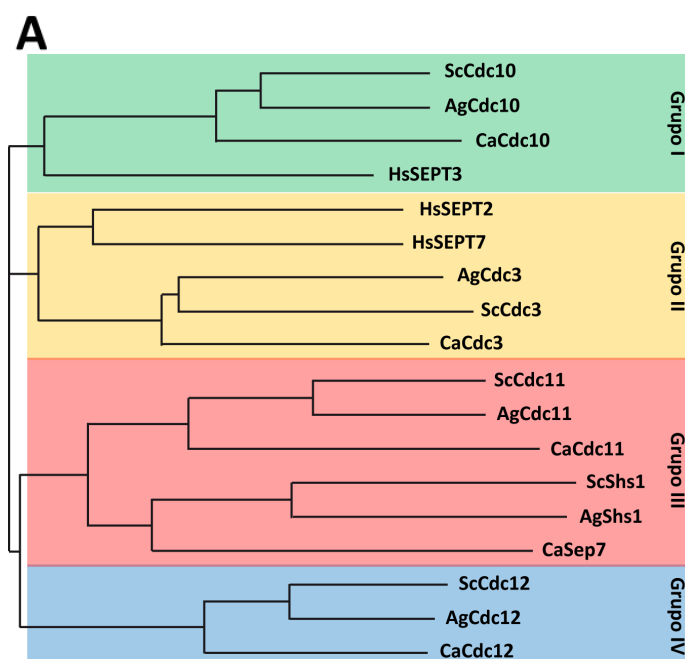 A
ScCdc10
AgCdc10
CaCdc10
HsSEPT3
Grupo I
HsSEPT2
HsSEPT7
AgCdc3
ScCdc3
CaCdc3
Grupo II
ScCdc11
AgCdc11
CaCdc11
ScShs1
AgShs1
CaSep7
Grupo III
ScCdc12
AgCdc12
CaCdc12
Grupo IV